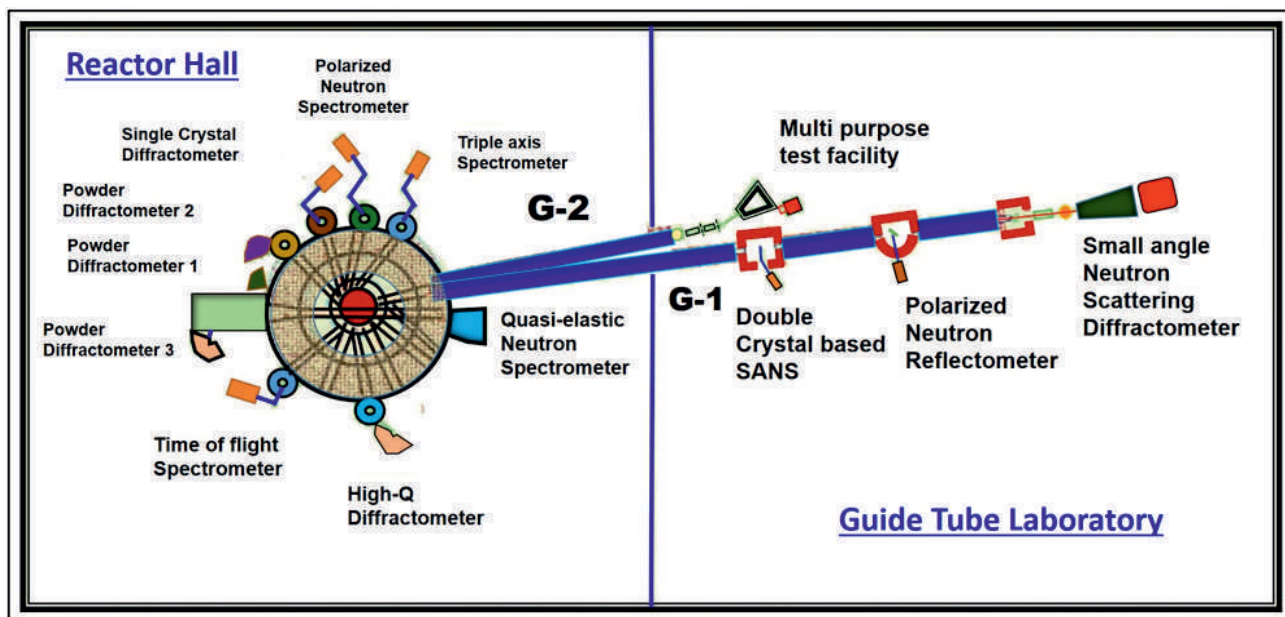 Reactor Hall
Polarized
Neutron
Spectrometer
Single Crystal
Diffractometer
Triple axis
Spectrometer
Powder
Diffractometer 2
Powder
Diffractometer 1
Powder
Diffractometer 3
Time of flight
Spectrometer
High-Q
Diffractometer
Quasi-elastic
Neutron
Spectrometer
G-2
G-1
Multi purpose
test facility
Double
Crystal based
SANS
Polarized
Neutron
Reflectometer
Small angle
Neutron
Scattering
Diffractometer
Guide Tube Laboratory